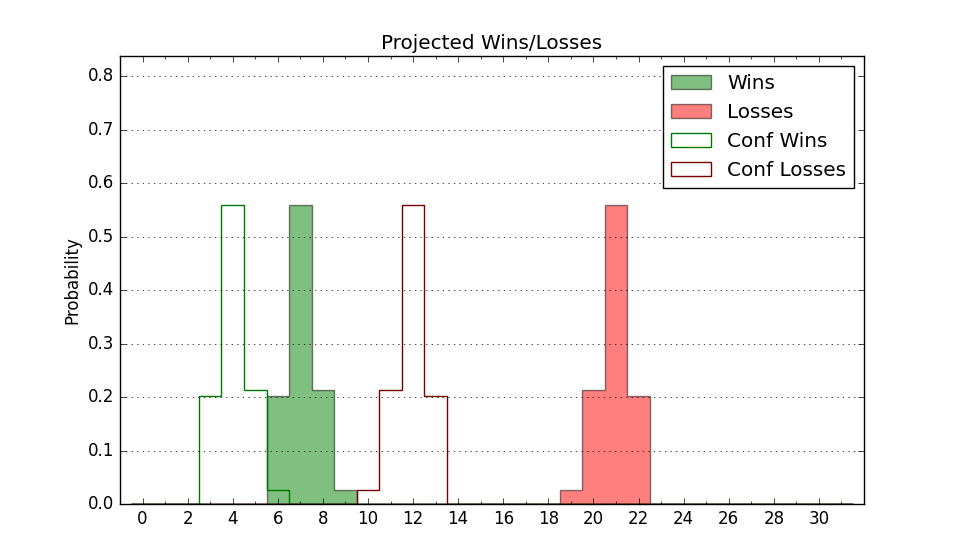 Projected Wins/Losses
Wins
Losses
Conf Wins
Conf Losses
Probability
0.8
0.7
0.6
0.5
0.4
0.3
0.2
0.1
0.0
0 2 4 6 8 10 12 14 16 18 20 22 24 26 28 30